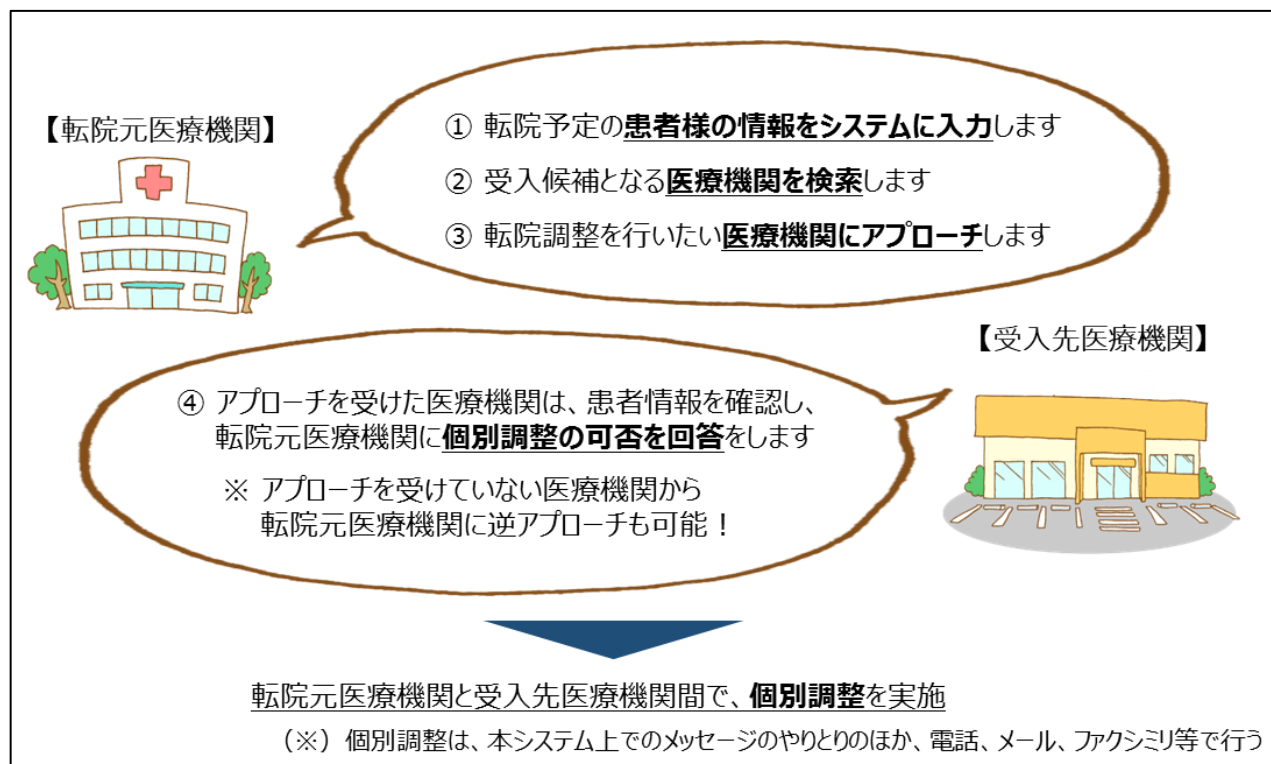 【転院元医療機関】
① 転院予定の患者様の情報をシステムに入力します
② 受入候補となる医療機関を検索します
③ 転院調整を行いたい医療機関にアプローチします
【受入先医療機関】
④ アプローチを受けた医療機関は、患者情報を確認し、
転院元医療機関に個別調整の可否を回答をします
※ アプローチを受けていない医療機関から
転院元医療機関に逆アプローチも可能！
転院元医療機関と受入先医療機関間で、個別調整を実施
（※）個別調整は、本システム上でのメッセージのやりとりのほか、電話、メール、ファクシミリ等で行う